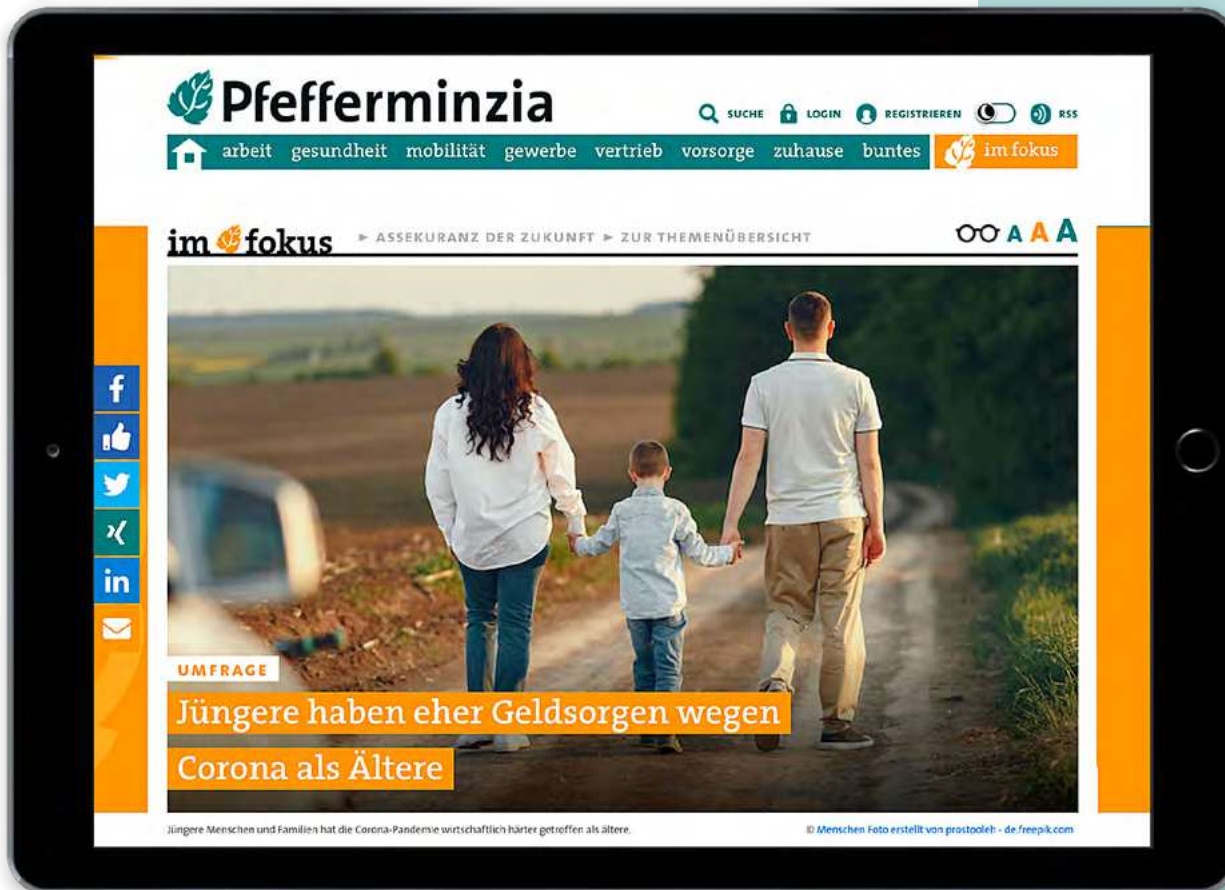 Pfefferminzia
SUCHE LOGIN REGISTRIEREN RSS
arbeit gesundheit mobilität gewerbe vertrieb vorsorge zuhause buntes im fokus
im fokus ► ASSEKURANZ DER ZUKUNFT ► ZUR THEMENÜBERSICHT A A A
f
in
UMFRAGE
Jüngere haben eher Geldsorgen wegen
Corona als Ältere
Jüngere Menschen und Familien hat die Corona-Pandemie wirtschaftlich härter getroffen als ältere. © Menschen Foto erstellt von prostooleh - de.freepik.com